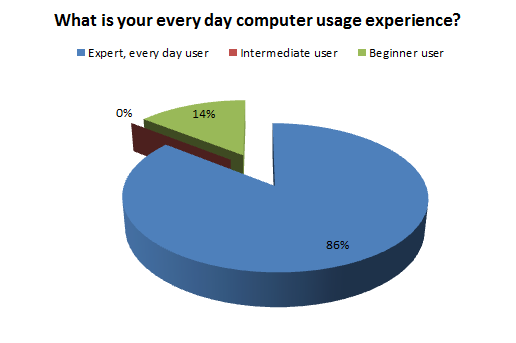 What is your every day computer usage experience?
Expert, every day user Intermediate user Beginner user
0%
14%
86%